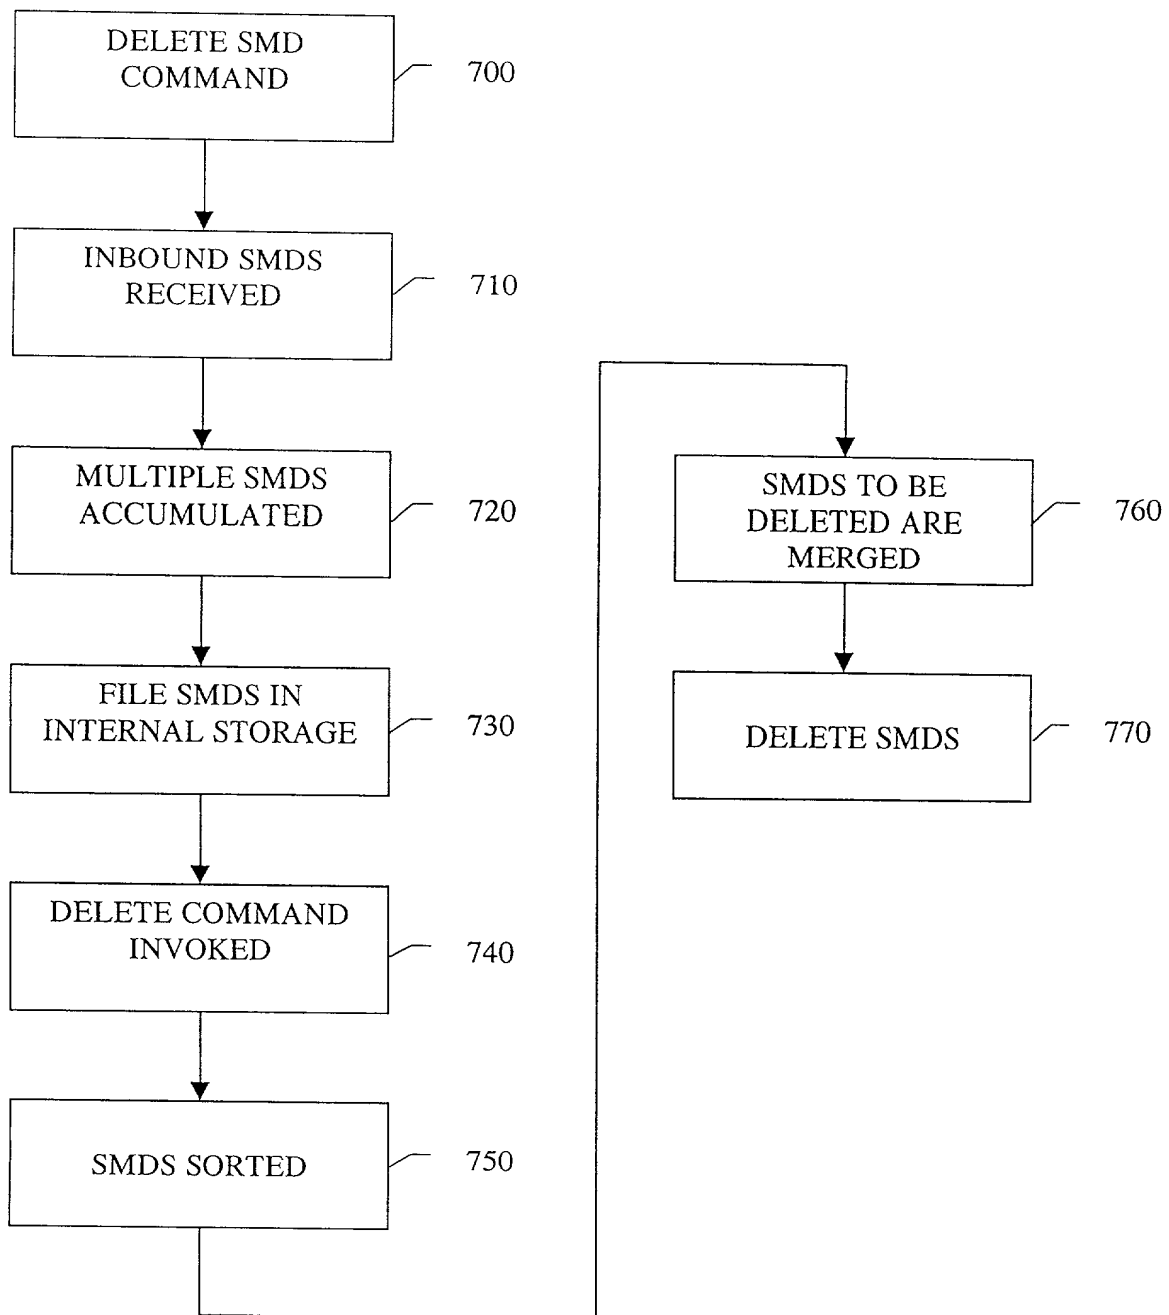 DELETE SMD
COMMAND
700
INBOUND SMDS
RECEIVED
710
MULTIPLE SMDS
ACCUMULATED
720
FILE SMDS IN
INTERNAL STORAGE
730
DELETE COMMAND
INVOKED
740
SMDS SORTED
750
SMDS TO BE
DELETED ARE
MERGED
760
DELETE SMDS
770